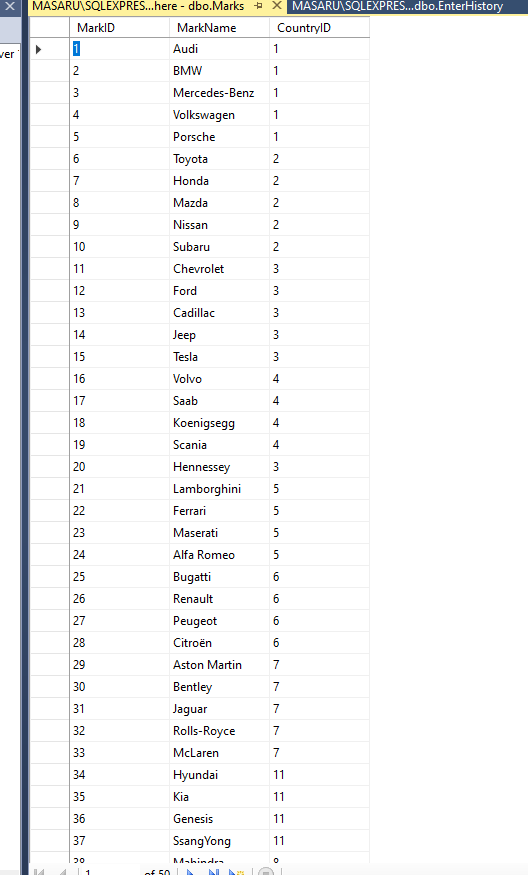 MASARU\SQLEXPRES...here - dbo.Marks MASARU\SQLEXPRES...dbo.EnterHistory
MarkID MarkName CountryID
1 Audi 1
2 BMW 1
3 Mercedes-Benz 1
4 Volkswagen 1
5 Porsche 1
6 Toyota 2
7 Honda 2
8 Mazda 2
9 Nissan 2
10 Subaru 2
11 Chevrolet 3
12 Ford 3
13 Cadillac 3
14 Jeep 3
15 Tesla 3
16 Volvo 4
17 Saab 4
18 Koenigsegg 4
19 Scania 4
20 Hennessey 3
21 Lamborghini 5
22 Ferrari 5
23 Maserati 5
24 Alfa Romeo 5
25 Bugatti 6
26 Renault 6
27 Peugeot 6
28 Citroën 6
29 Aston Martin 7
30 Bentley 7
31 Jaguar 7
32 Rolls-Royce 7
33 McLaren 7
34 Hyundai 11
35 Kia 11
36 Genesis 11
37 SsangYong 11
38 Mahindra 8
1 of 50